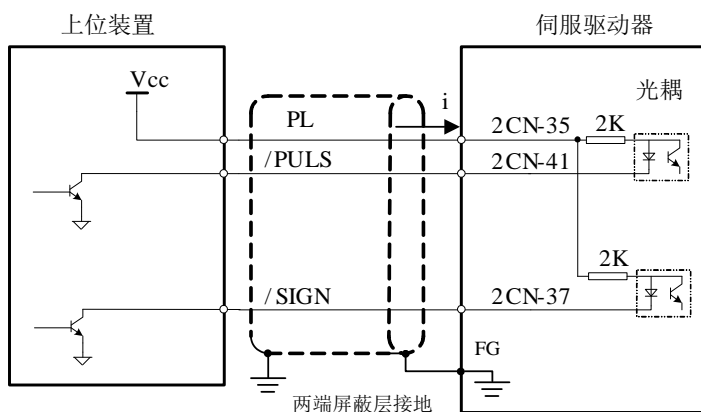 上位装置
伺服驱动器
Vcc
光耦
i
PL
2CN-35
2K
/PULS
2CN-41
2K
/SIGN
2CN-37
FG
两端屏蔽层接地